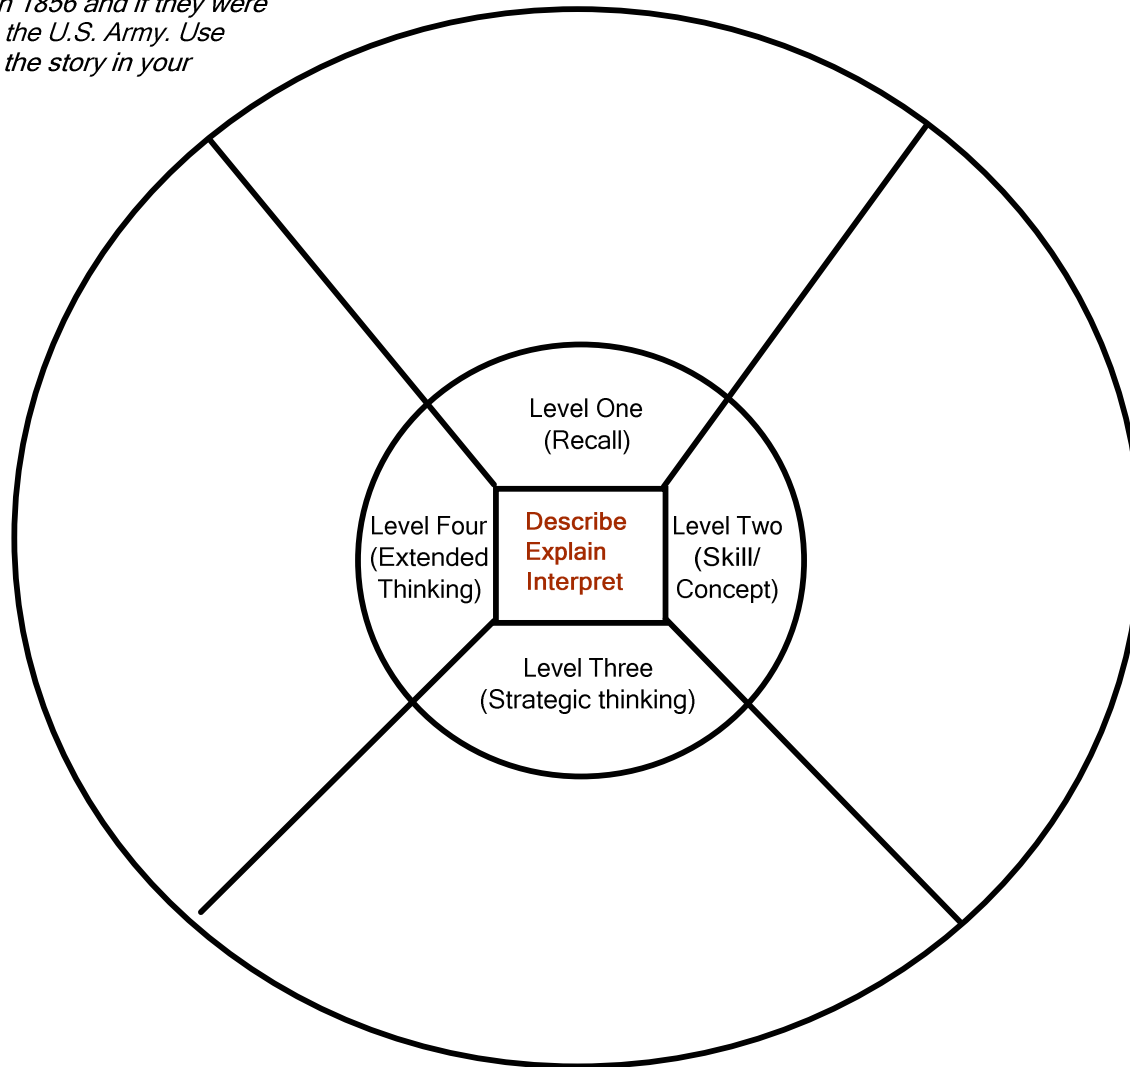 n 1856 and if they were
the U.S. Army. Use
the story in your
Level One
(Recall)
Level Four
(Extended
Thinking)
Describe
Explain
Interpret
Level Two
(Skill/
Concept)
Level Three
(Strategic thinking)